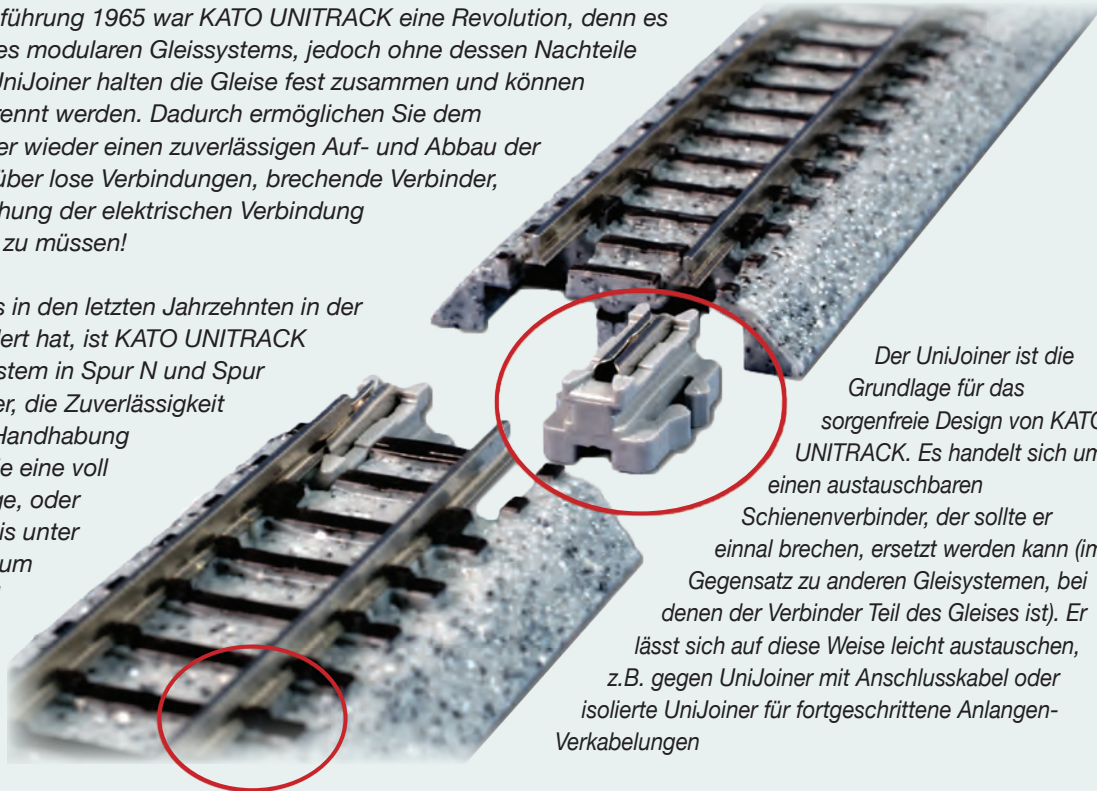 führung 1965 war KATO UNITRACK eine Revolution, denn es
es modularen Gleissystems, jedoch ohne dessen Nachteile
UniJoiner halten die Gleise fest zusammen und können
rennt werden. Dadurch ermöglichen Sie dem
er wieder einen zuverlässigen Auf- und Abbau der
über lose Verbindungen, brechende Verbinder,
chung der elektrischen Verbindung
zu müssen!
s in den letzten Jahrzehnten in der
dert hat, ist KATO UNITRACK
stem in Spur N und Spur
er, die Zuverlässigkeit
Handhabung
e eine voll
ge, oder
is unter
um
Der UniJoiner ist die
Grundlage für das
sorgenfreie Design von KATO
UNITRACK. Es handelt sich um
einen austauschbaren
Schienenverbinder, der sollte er
einnal brechen, ersetzt werden kann (im
Gegensatz zu anderen Gleisystemen, bei
denen der Verbinder Teil des Gleises ist). Er
lässt sich auf diese Weise leicht austauschen,
z.B. gegen UniJoiner mit Anschlusskabel oder
isolierte UniJoiner für fortgeschrittene Anlangen-
Verkabelungen